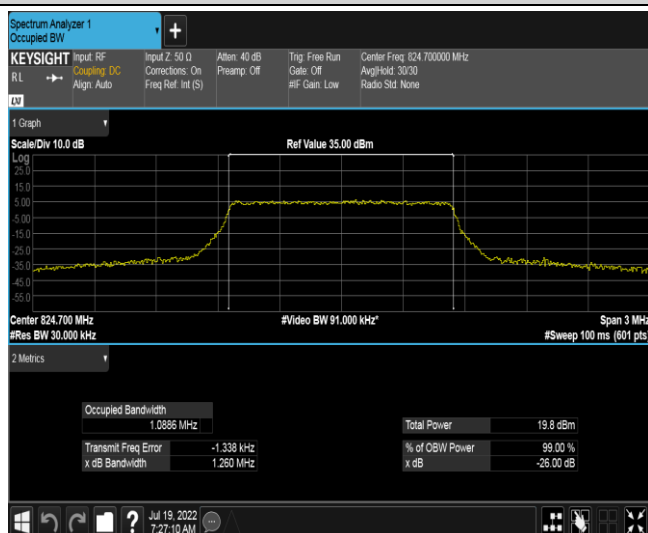 Spectrum Analyzer 1
Occupied BW
+
KEYSIGHT
RL
LXI
Input: RF
Coupling: DC
Align: Auto
Input Z: 50 Ω
Corrections: On
Freq Ref: Int (S)
Atten: 40 dB
Preamp: Off
Trig: Free Run
Gate: Off
#IF Gain: Low
Center Freq: 824.700000 MHz
Avg|Hold: 30/30
Radio Std: None
1 Graph
Scale/Div 10.0 dB
Ref Value 35.00 dBm
Log
25.0
15.0
5.00
-5.00
-15.0
-25.0
-35.0
-45.0
-55.0
Center 824.700 MHz
#Video BW 91.000 kHz*
Span 3 MHz
#Res BW 30.000 kHz
#Sweep 100 ms (601 pts)
2 Metrics
Occupied Bandwidth
1.0886 MHz
Transmit Freq Error -1.338 kHz
x dB Bandwidth 1.260 MHz
Total Power 19.8 dBm
% of OBW Power 99.00 %
x dB -26.00 dB
?
Jul 19, 2022
7:27:10 AM